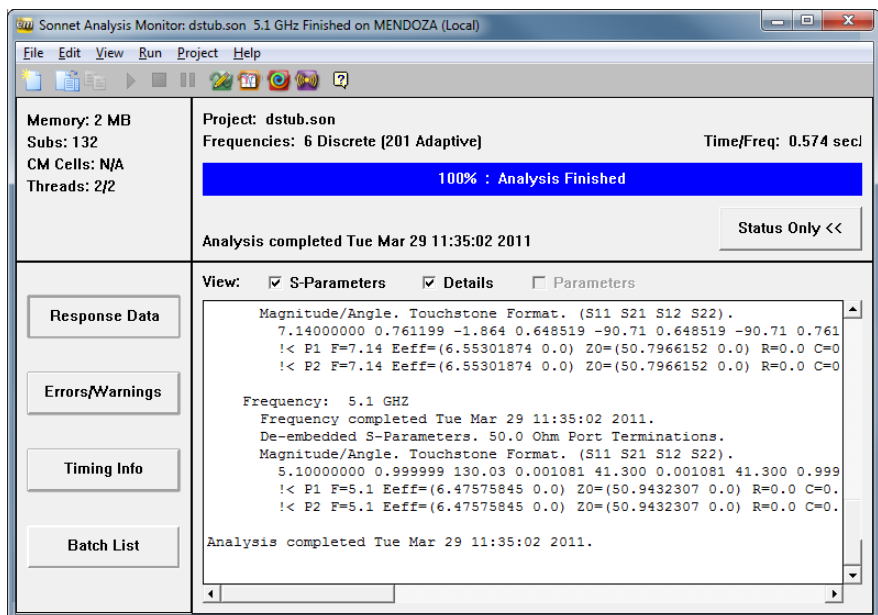 Sonnet Analysis Monitor: dstub.son 5.1 GHz Finished on MENDOZA (Local)
File Edit View Run Project Help
Memory: 2 MB
Subs: 132
CM Cells: N/A
Threads: 2/2
Project: dstub.son
Frequencies: 6 Discrete (201 Adaptive)
Time/Freq: 0.574 sec.
100% : Analysis Finished
Analysis completed Tue Mar 29 11:35:02 2011
Status Only <<
View: S-Parameters Details Parameters
Response Data
Errors/Warnings
Timing Info
Batch List
Magnitude/Angle. Touchstone Format. (S11 S21 S12 S22).
7.14000000 0.761199 -1.864 0.648519 -90.71 0.648519 -90.71 0.761
!< P1 F=7.14 Eeff=(6.55301874 0.0) Z0=(50.7966152 0.0) R=0.0 C=0
!< P2 F=7.14 Eeff=(6.55301874 0.0) Z0=(50.7966152 0.0) R=0.0 C=0
Frequency: 5.1 GHZ
Frequency completed Tue Mar 29 11:35:02 2011.
De-embedded S-Parameters. 50.0 Ohm Port Terminations.
Magnitude/Angle. Touchstone Format. (S11 S21 S12 S22).
5.10000000 0.999999 130.03 0.001081 41.300 0.001081 41.300 0.999
!< P1 F=5.1 Eeff=(6.47575845 0.0) Z0=(50.9432307 0.0) R=0.0 C=0.
!< P2 F=5.1 Eeff=(6.47575845 0.0) Z0=(50.9432307 0.0) R=0.0 C=0.
Analysis completed Tue Mar 29 11:35:02 2011.